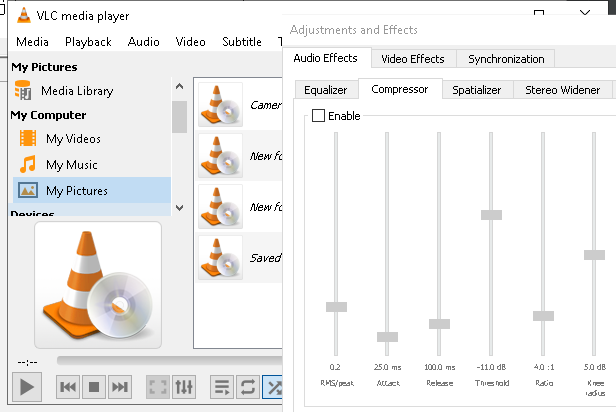 VLC media player
Media Playback Audio Video Subtitle
My Pictures
Media Library
My Computer
My Videos
My Music
My Pictures
Devices
Camer
New fo
New fo
Saved
--:--
Adjustments and Effects
Audio Effects Video Effects Synchronization
Equalizer Compressor Spatializer Stereo Widener
Enable
0.2 25.0 ms 100.0 ms -11.0 dB 4.0 :1 5.0 dB
RMS/peak Attack Release Threshold Ratio Knee
radius